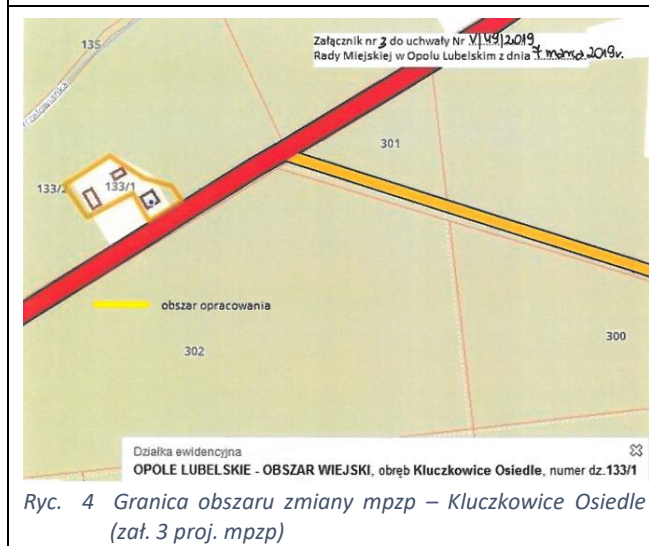 Załącznik nr 3 do uchwały Nr V/49/2019
Rady Miejskiej w Opolu Lubelskim z dnia 7 marca 2019r.
135
301
133/2
133/1
obszar opracowania
302
300
Działka ewidencyjna
OPOLE LUBELSKIE - OBSZAR WIEJSKI, obręb Kluczkowice Osiedle, numer dz.133/1
Ryc. 4 Granica obszaru zmiany mpzp – Kluczkowice Osiedle
(zał. 3 proj. mpzp)